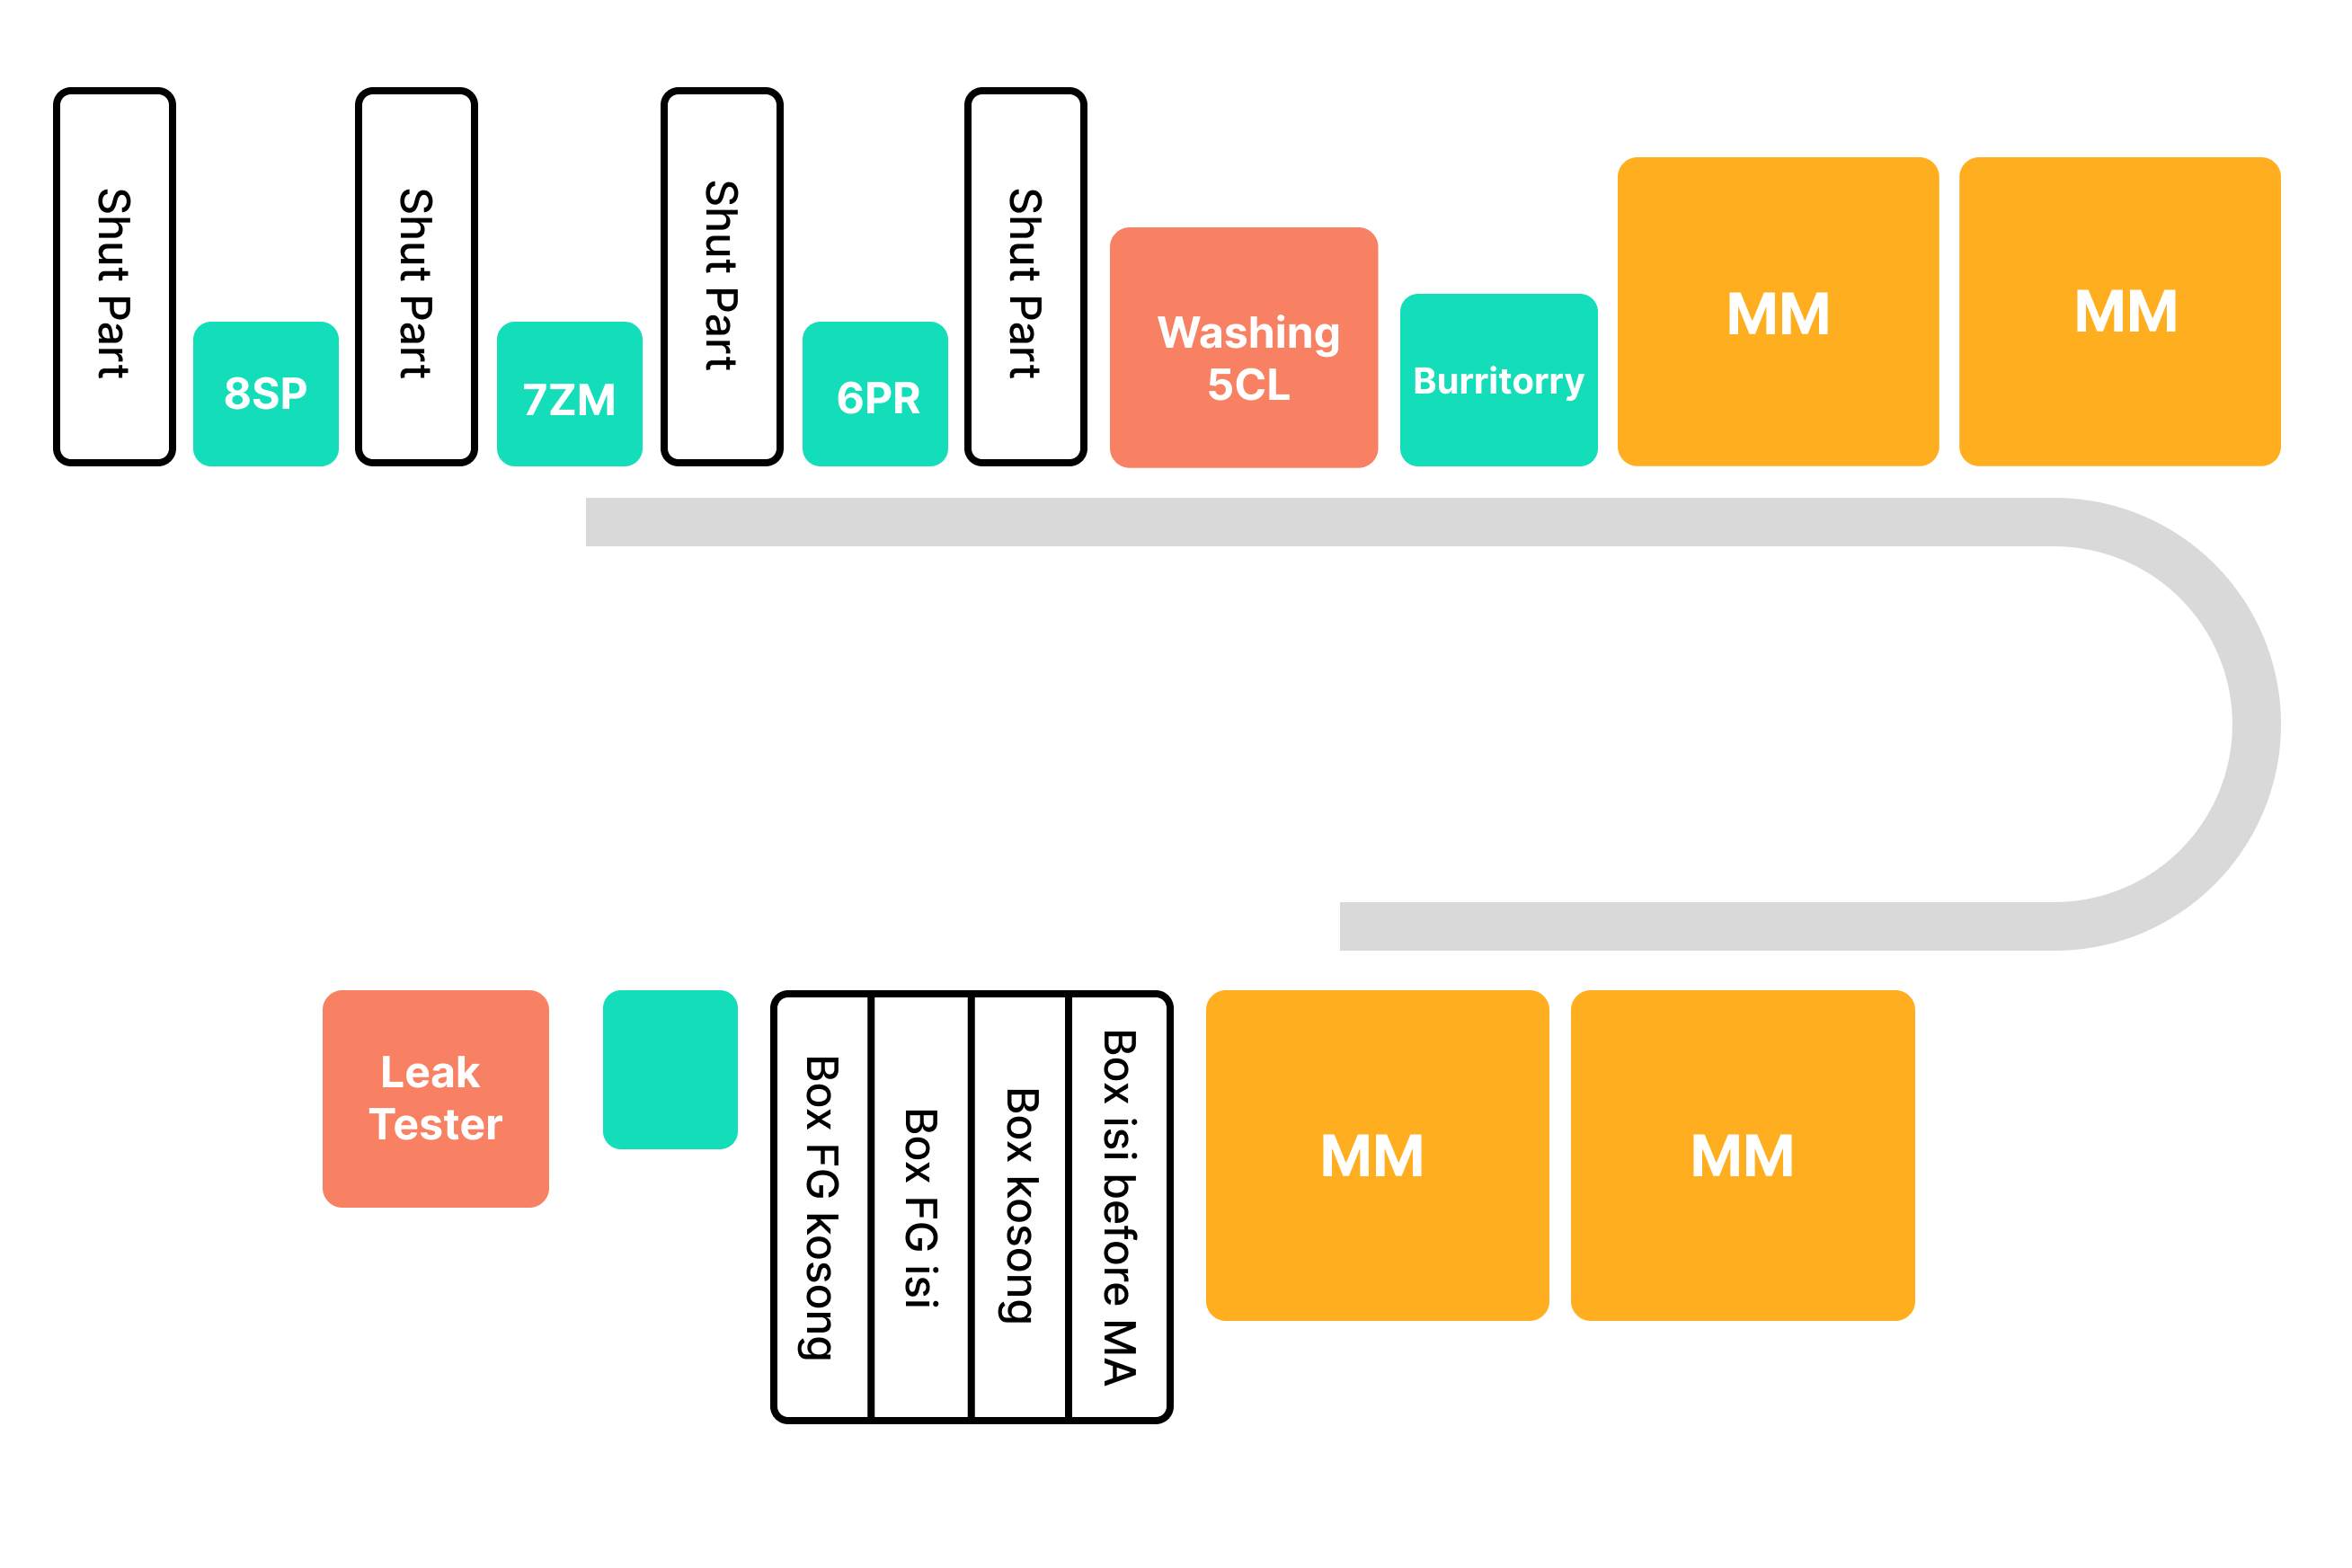 Shut Part
8SP
Shut Part
7ZM
Shut Part
6PR
Shut Part
Washing
5CL
Burritorry
MM
MM
Leak
Tester
Box FG kosong
Box FG isi
Box kosong
Box isi before MA
MM
MM